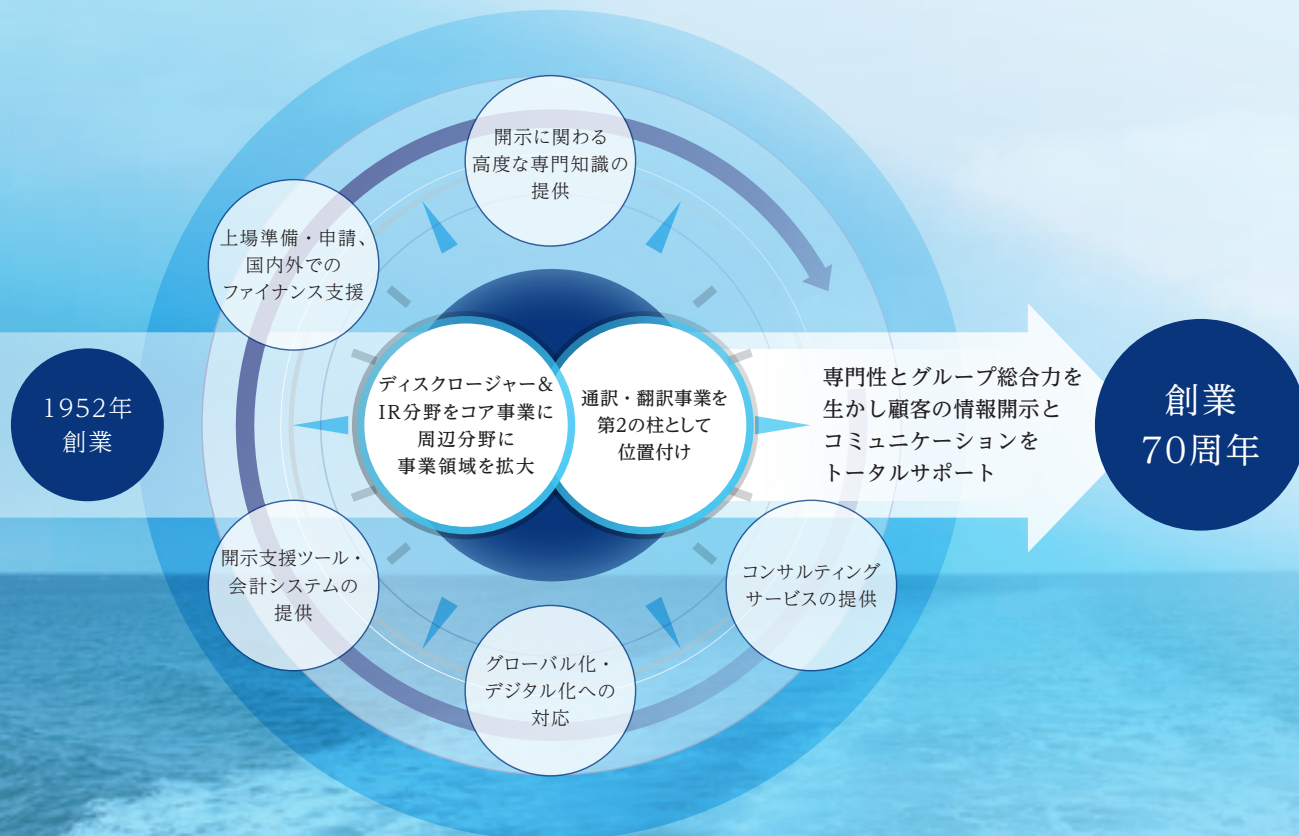 開示に関わる
高度な専門知識の
提供
上場準備・申請、
国内外での
ファイナンス支援
1952年
創業
ディスクロージャー＆
IR分野をコア事業に
周辺分野に
事業領域を拡大
通訳・翻訳事業を
第2の柱として
位置付け
専門性とグループ総合力を
生かし顧客の情報開示と
コミュニケーションを
トータルサポート
創業
70周年
開示支援ツール・
会計システムの
提供
コンサルティング
サービスの提供
グローバル化・
デジタル化への
対応